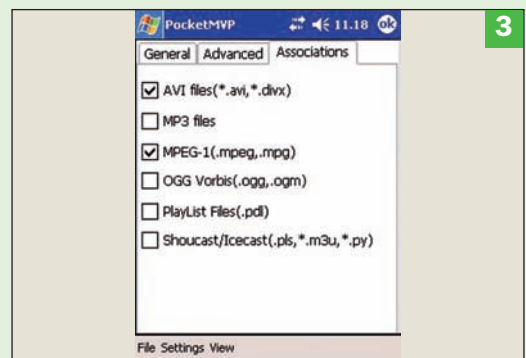 PocketMVP 11.18 ok
3
General Advanced Associations
AVI files(*.avi,*.divx)
MP3 files
MPEG-1(.mpeg,.mpg)
OGG Vorbis(.ogg,.ogm)
PlayList Files(.pdl)
Shoucast/Icecast(.pls,*.m3u,*.py)
File Settings View